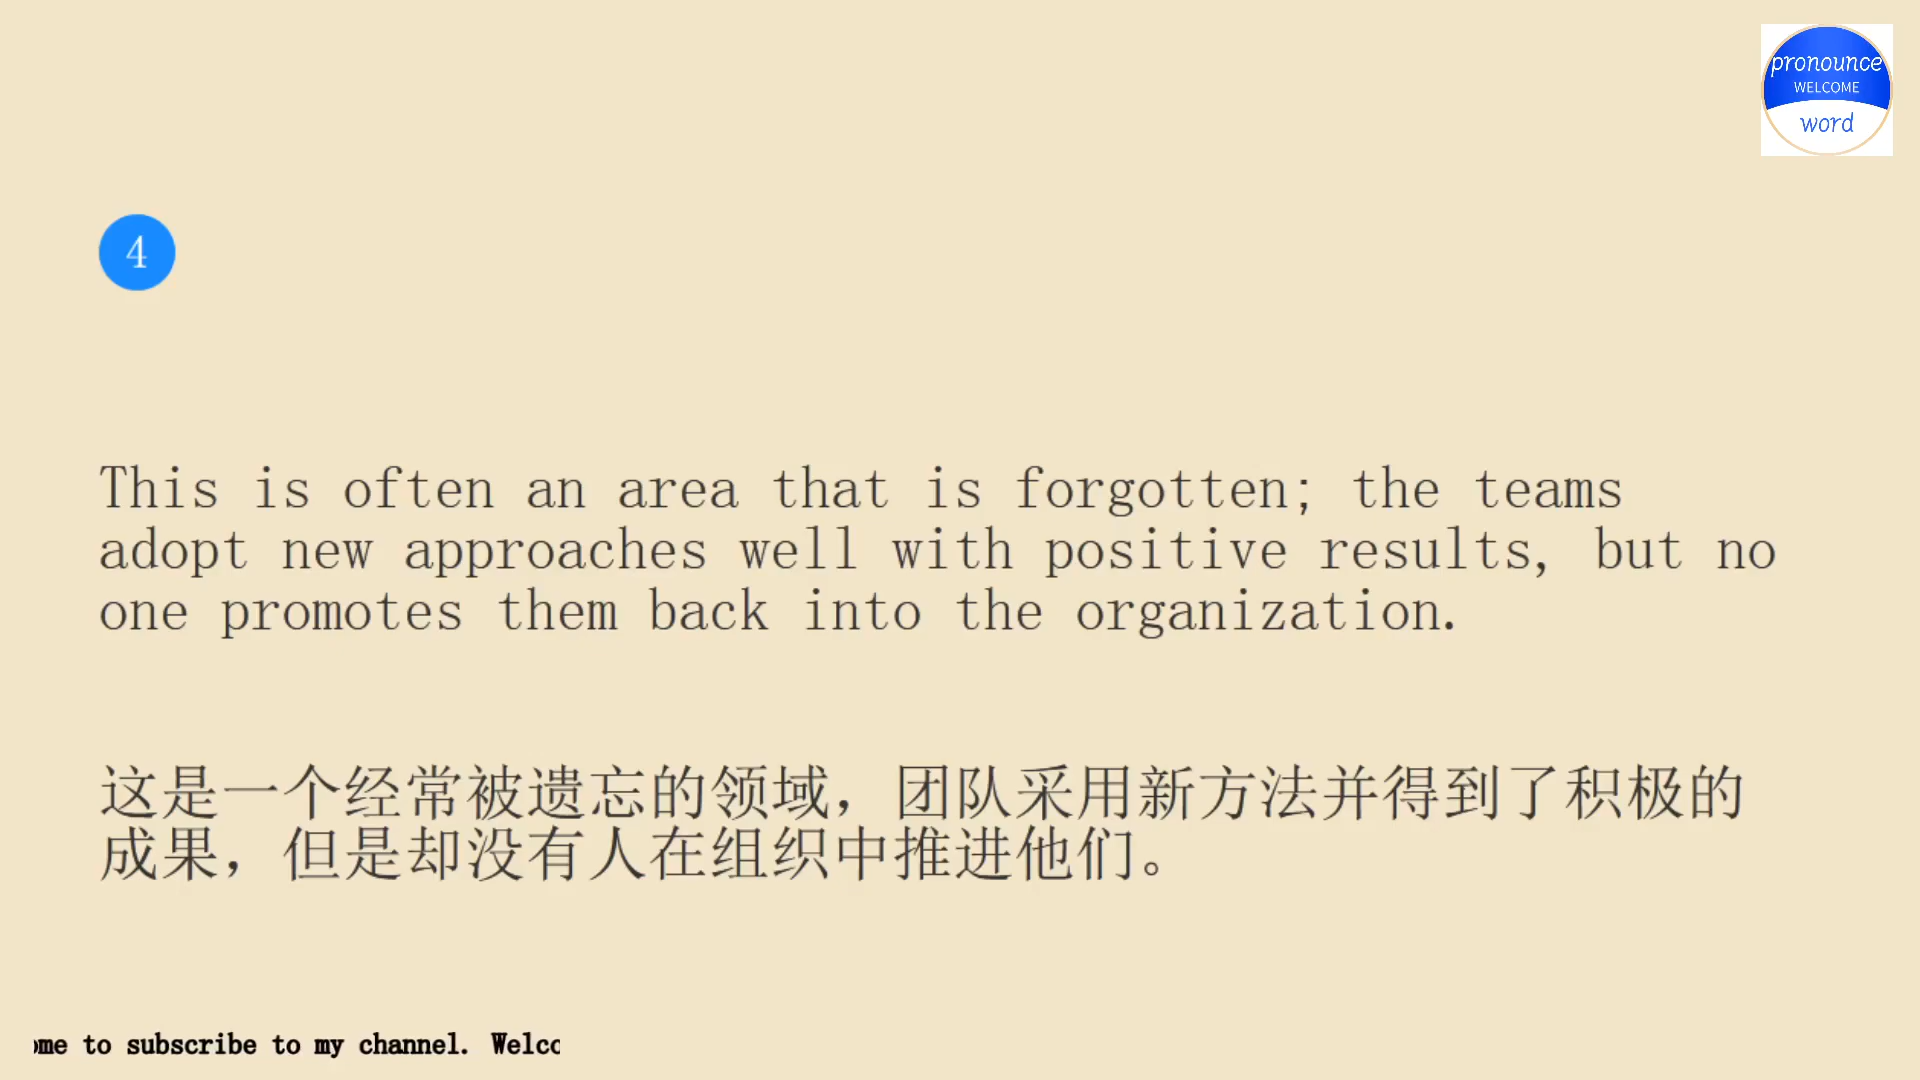 pronounce
WELCOME
word
4
This is often an area that is forgotten; the teams
adopt new approaches well with positive results, but no
one promotes them back into the organization.
这是一个经常被遗忘的领域，团队采用新方法并得到了积极的
成果，但是却没有人在组织中推进他们。
ome to subscribe to my channel. Welco